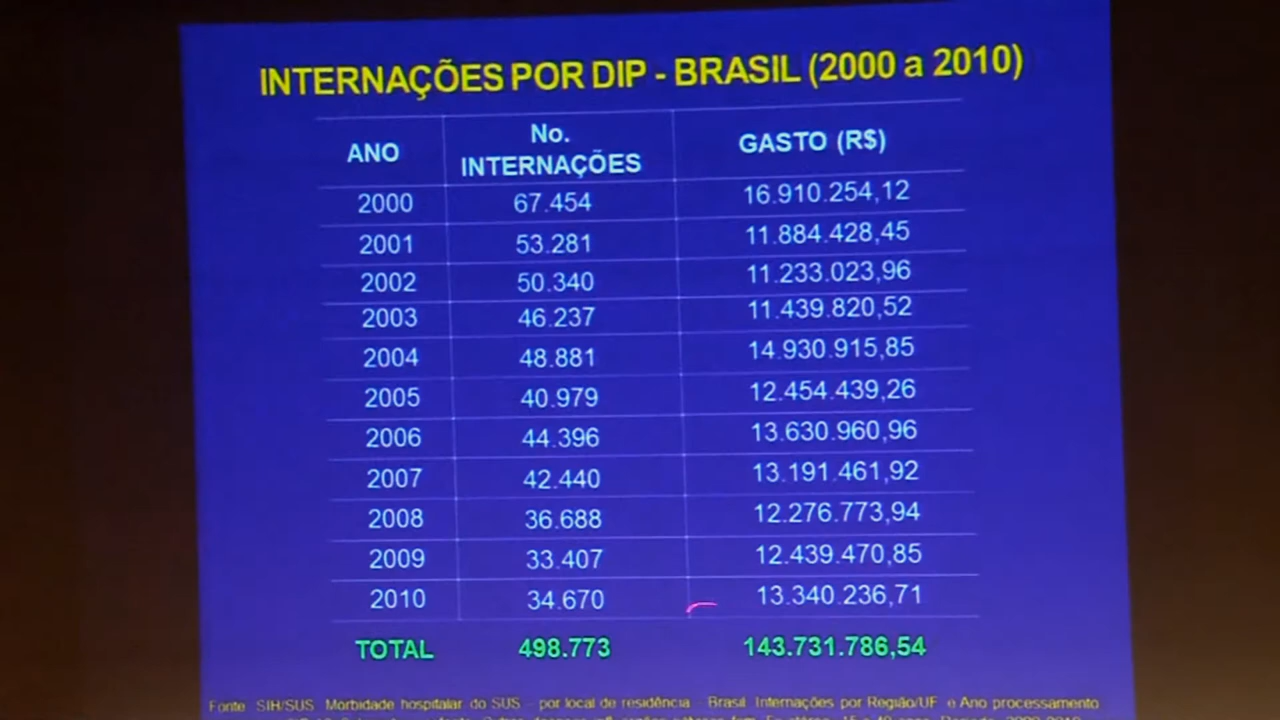 INTERNAÇÕES POR DIP - BRASIL (2000 a 2010)
ANO No. INTERNAÇÕES GASTO (R$)
2000 67.454 16.910.254,12
2001 53.281 11.884.428,45
2002 50.340 11.233.023,96
2003 46.237 11.439.820,52
2004 48.881 14.930.915,85
2005 40.979 12.454.439,26
2006 44.396 13.630.960,96
2007 42.440 13.191.461,92
2008 36.688 12.276.773,94
2009 33.407 12.439.470,85
2010 34.670 13.340.236,71
TOTAL 498.773 143.731.786,54
Fonte SIH/SUS Morbidade hospitalar do SUS - por local de residência - Brasil Internações por Região/UF e Ano processamento